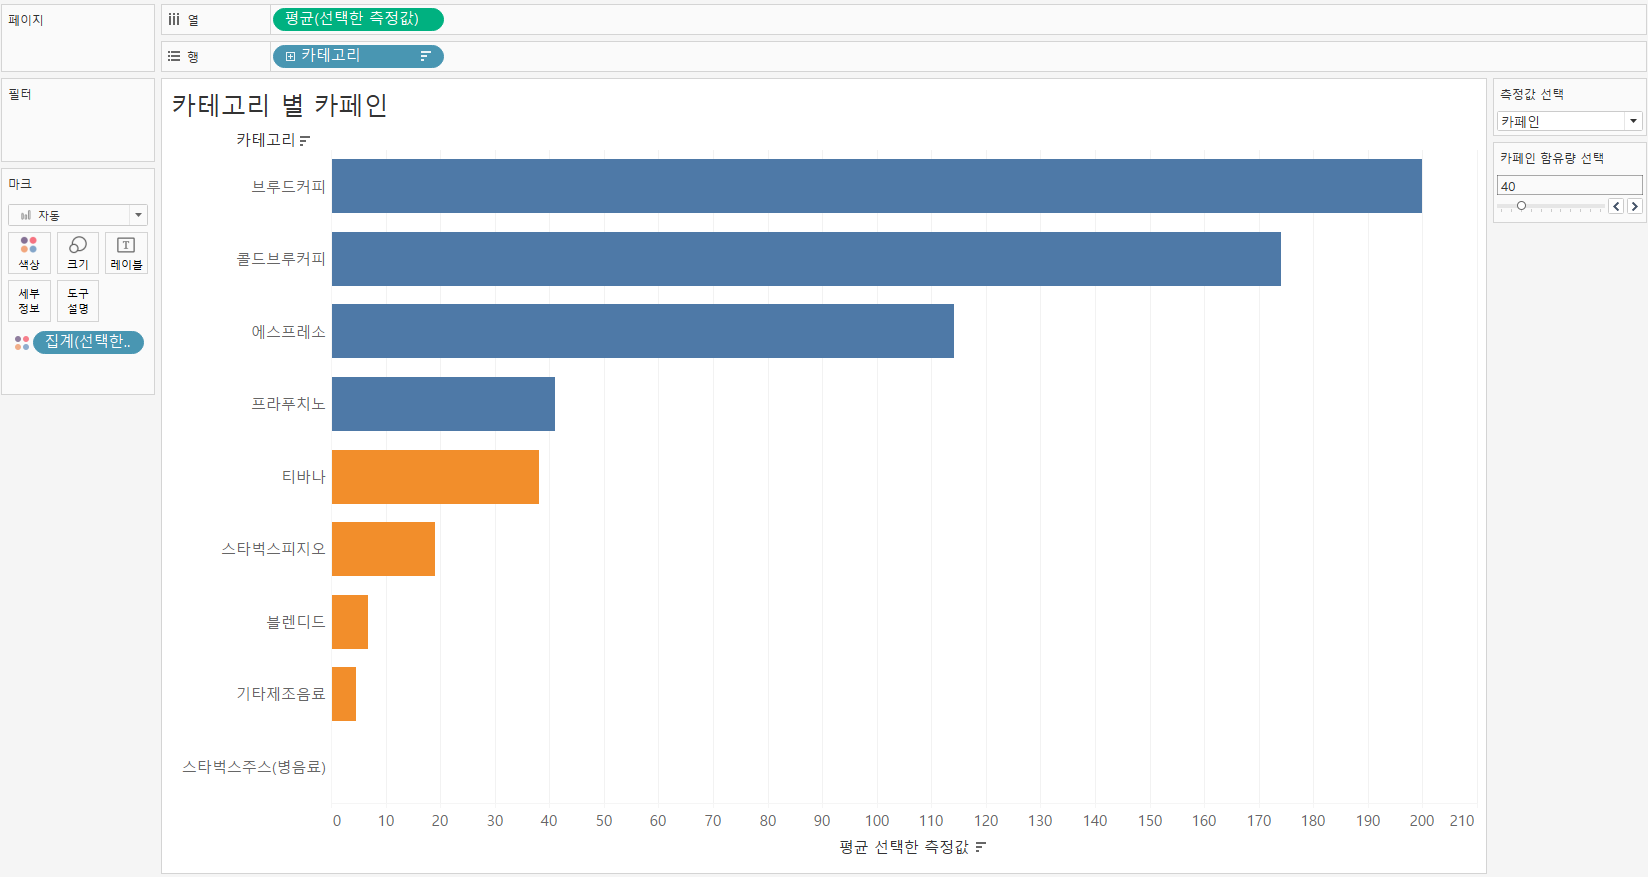 페이지
열
평균(선택한 측정값)
행
카테고리
필터
마크
자동
색상
크기
레이블
세부
정보
도구
설명
집계(선택한..
카테고리 별 카페인
카테고리
브루드커피
콜드브루커피
에스프레소
프라푸치노
티바나
스타벅스피지오
블렌디드
기타제조음료
스타벅스주스(병음료)
0 10 20 30 40 50 60 70 80 90 100 110 120 130 140 150 160 170 180 190 200 210
평균 선택한 측정값
측정값 선택
카페인
카페인 함유량 선택
40